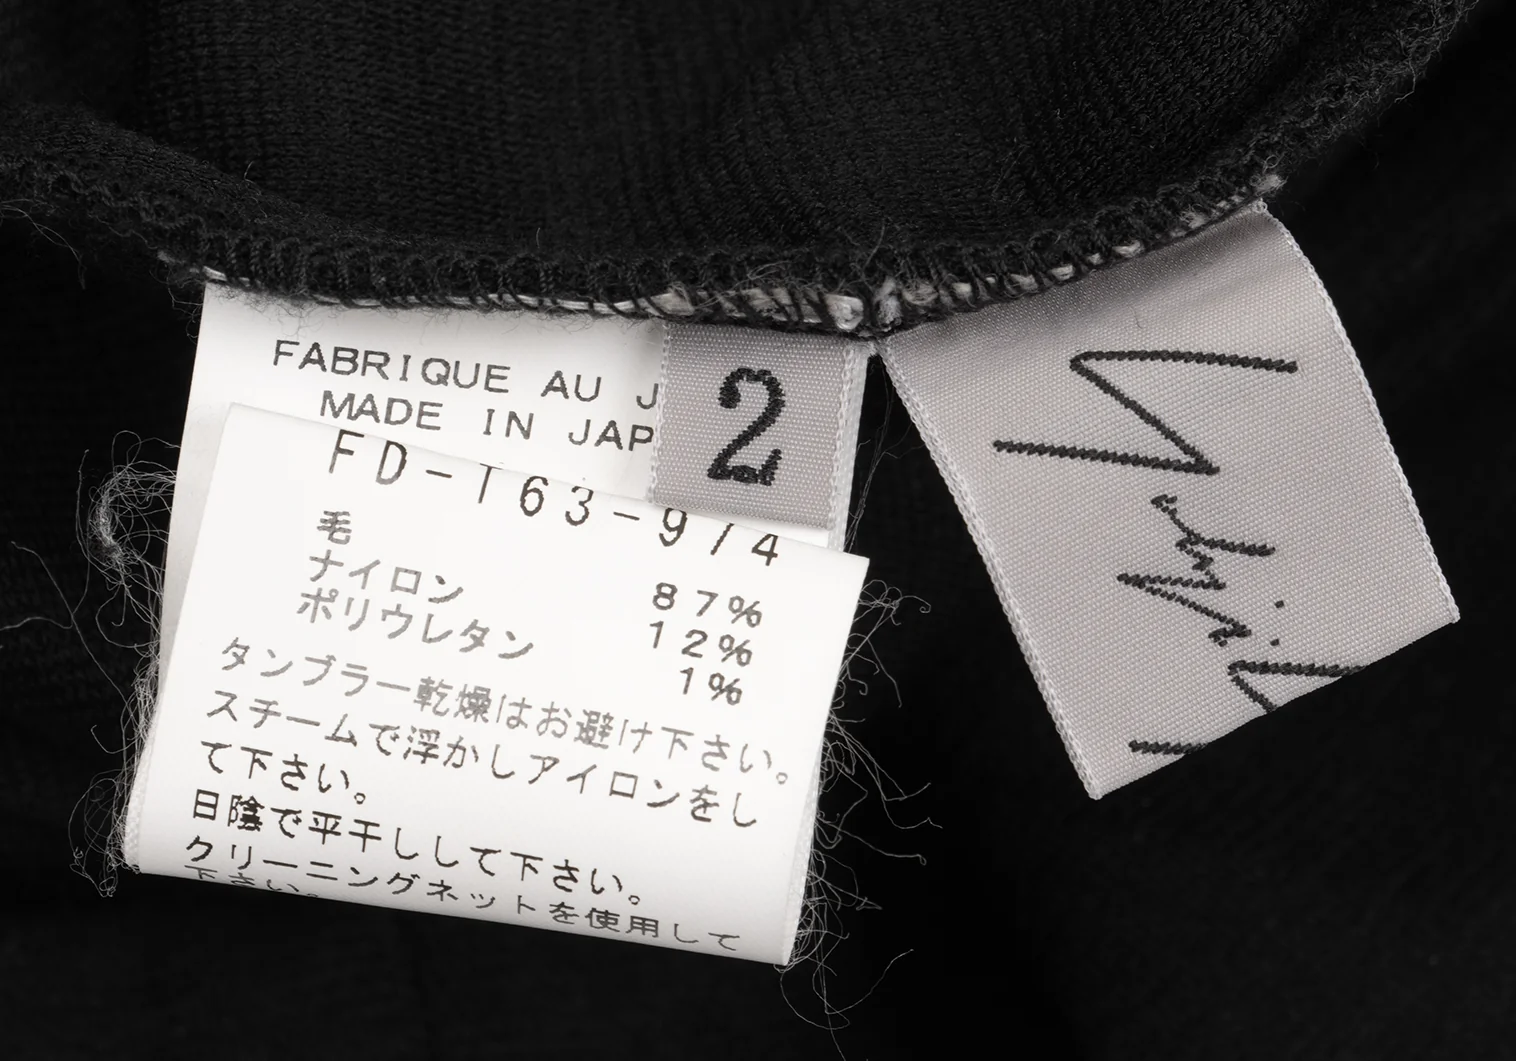 FABRIQUE AU J
MADE IN JAP
2
FD-T63-974
毛 87%
ナイロン 12%
ポリウレタン 1%
タンブラー乾燥はお避け下さい。
スチームで浮かしアイロンをし
て下さい。
日陰で平干しして下さい。
クリーニングネットを使用して
下さい。